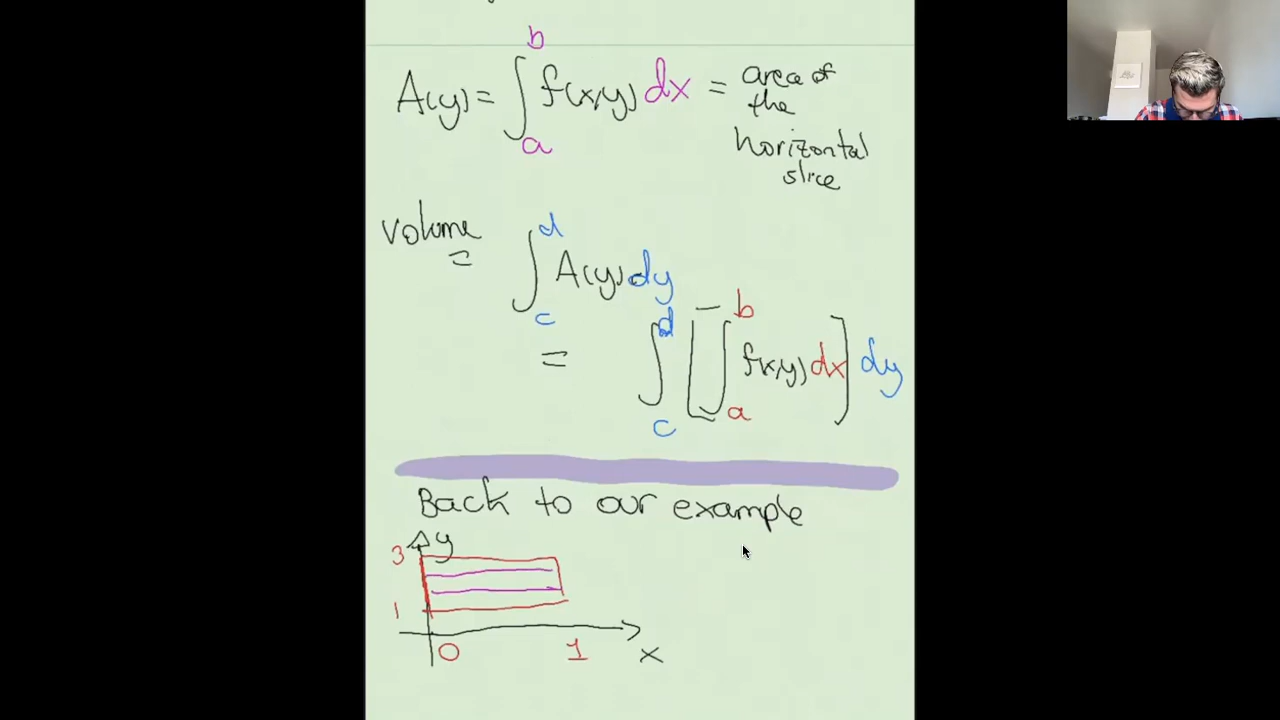 b
A(y) = ∫ f(x,y) dx = area of
a
the
horizontal
slice
Volume
=
d
∫ A(y) dy
c
= d b
∫ [ ∫ f(x,y) dx ] dy
c a
Back to our example
y
3
1
0 1 x